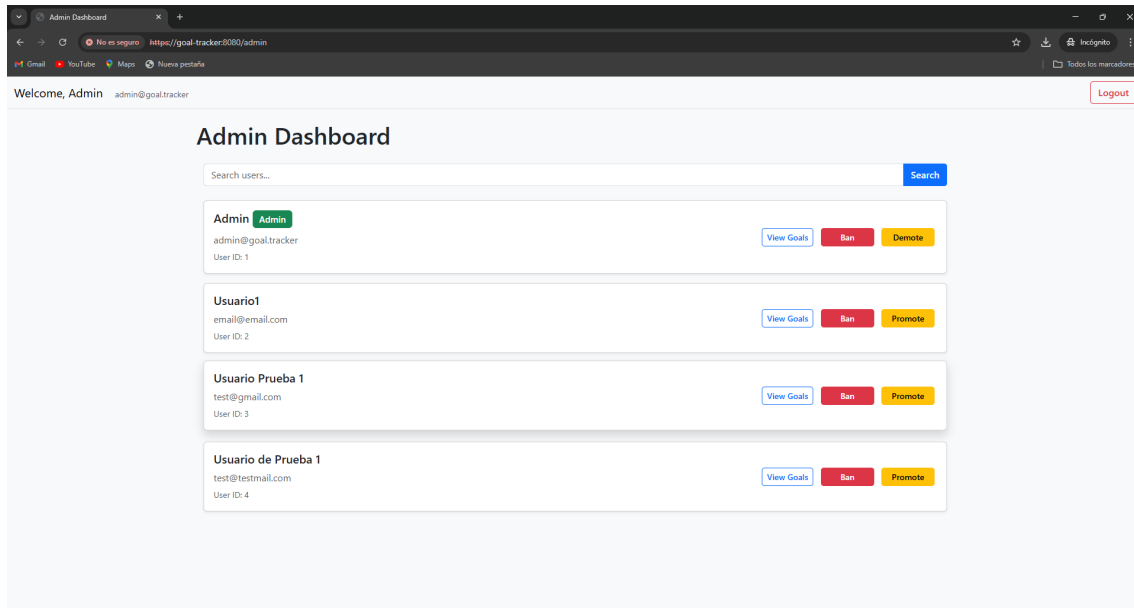 Admin Dashboard
No es seguro https://goal-tracker:8080/admin Incógnito
Gmail YouTube Maps Nueva pestaña Todos los marcadores
Welcome, Admin admin@goal.tracker Logout
Admin Dashboard
Search users... Search
Admin Admin
admin@goal.tracker
View Goals Ban Demote
User ID: 1
Usuario1
email@email.com
View Goals Ban Promote
User ID: 2
Usuario Prueba 1
test@gmail.com
View Goals Ban Promote
User ID: 3
Usuario de Prueba 1
test@testmail.com
View Goals Ban Promote
User ID: 4